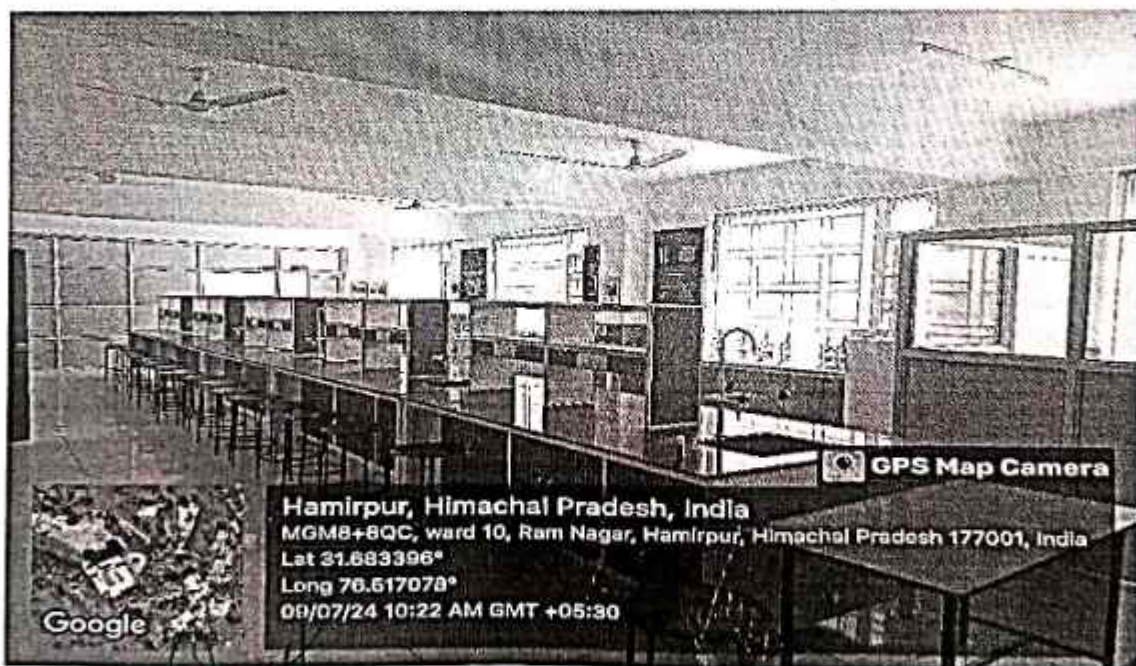 GPS Map Camera
Hamirpur, Himachal Pradesh, India
MGM8+8QC, ward 10, Ram Nagar, Hamirpur, Himachal Pradesh 177001, India
Lat 31.683396°
Long 76.517078°
09/07/24 10:22 AM GMT +05:30
Google